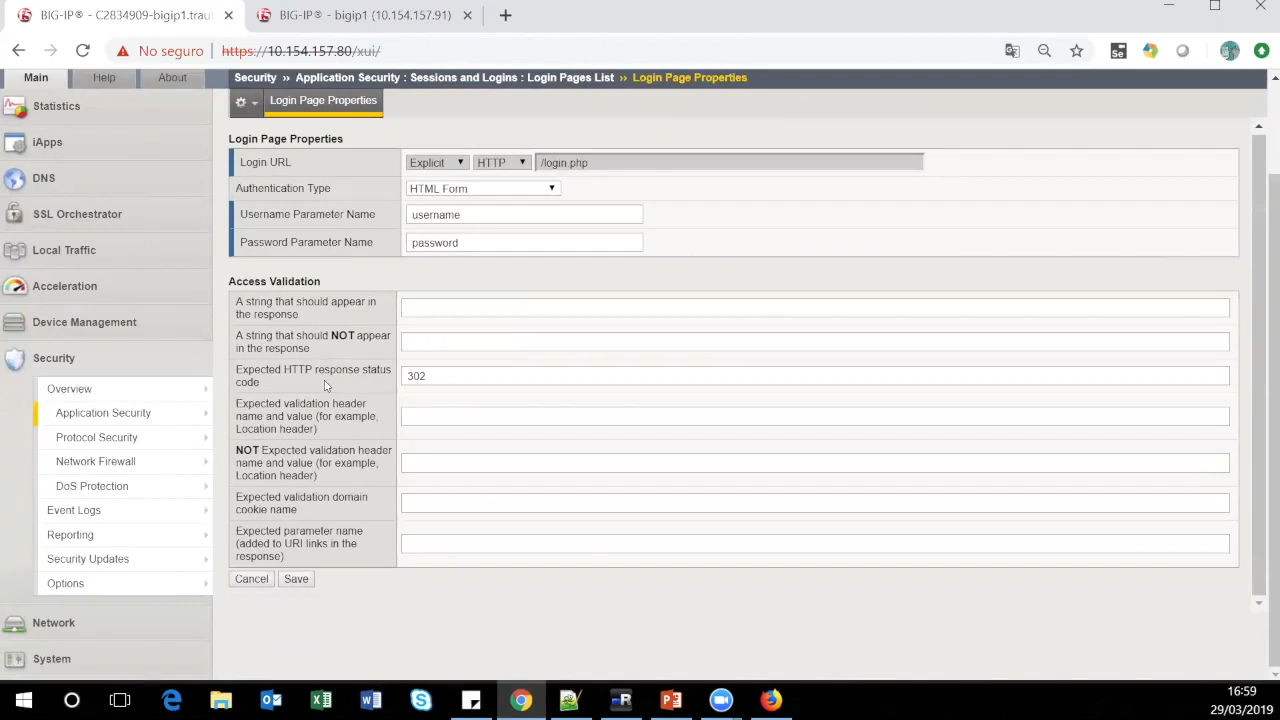 BIG-IP® - C2834909-bigip1.traut
BIG-IP® - bigip1 (10.154.157.91)
No seguro
https://10.154.157.80/xui/
Se
Main
Help
About
Security » Application Security : Sessions and Logins : Login Pages List » Login Page Properties
Login Page Properties
Statistics
iApps
DNS
SSL Orchestrator
Local Traffic
Acceleration
Device Management
Security
Overview
Application Security
Protocol Security
Network Firewall
DoS Protection
Event Logs
Reporting
Security Updates
Options
Network
System
Login Page Properties
Login URL
Explicit
HTTP
/login.php
Authentication Type
HTML Form
Username Parameter Name
username
Password Parameter Name
password
Access Validation
A string that should appear in
the response
A string that should NOT appear
in the response
Expected HTTP response status
code
302
Expected validation header
name and value (for example,
Location header)
NOT Expected validation header
name and value (for example,
Location header)
Expected validation domain
cookie name
Expected parameter name
(added to URI links in the
response)
Cancel
Save
16:59
29/03/2019